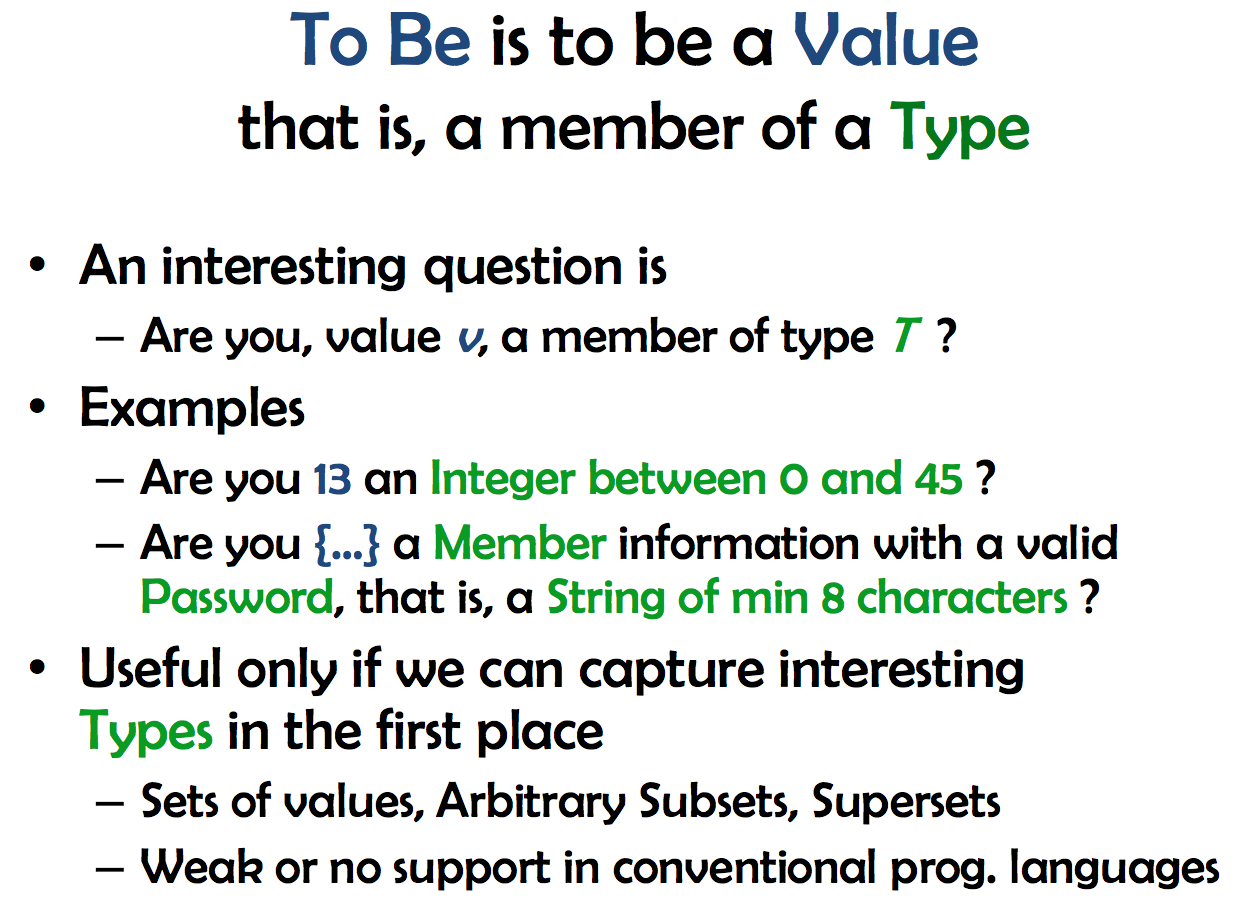 To Be is to be a Value
that is, a member of a Type
• An interesting question is
– Are you, value v, a member of type T ?
• Examples
– Are you 13 an Integer between 0 and 45 ?
– Are you {...} a Member information with a valid
Password, that is, a String of min 8 characters ?
• Useful only if we can capture interesting
Types in the first place
– Sets of values, Arbitrary Subsets, Supersets
– Weak or no support in conventional prog. languages